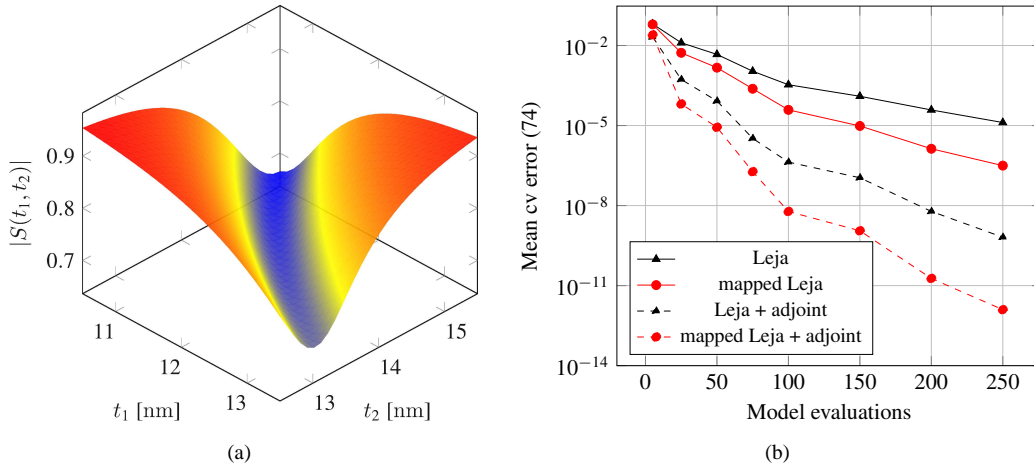 0.9
0.8
0.7
|S(t₁, t₂)|
11
12
13
t₁ [nm]
13
14
15
t₂ [nm]
(a)
10⁻²
10⁻⁵
10⁻⁸
10⁻¹¹
10⁻¹⁴
Mean cv error (74)
Leja
mapped Leja
Leja + adjoint
mapped Leja + adjoint
0 50 100 150 200 250
Model evaluations
(b)